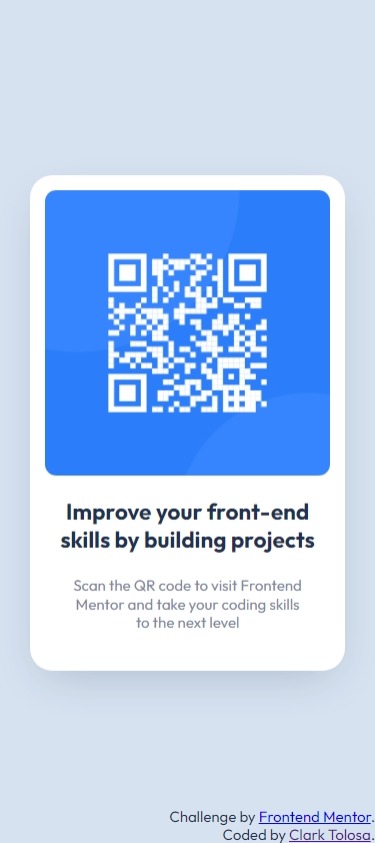 Improve your front-end
skills by building projects
Scan the QR code to visit Frontend
Mentor and take your coding skills
to the next level
Challenge by Frontend Mentor.
Coded by Clark Tolosa.